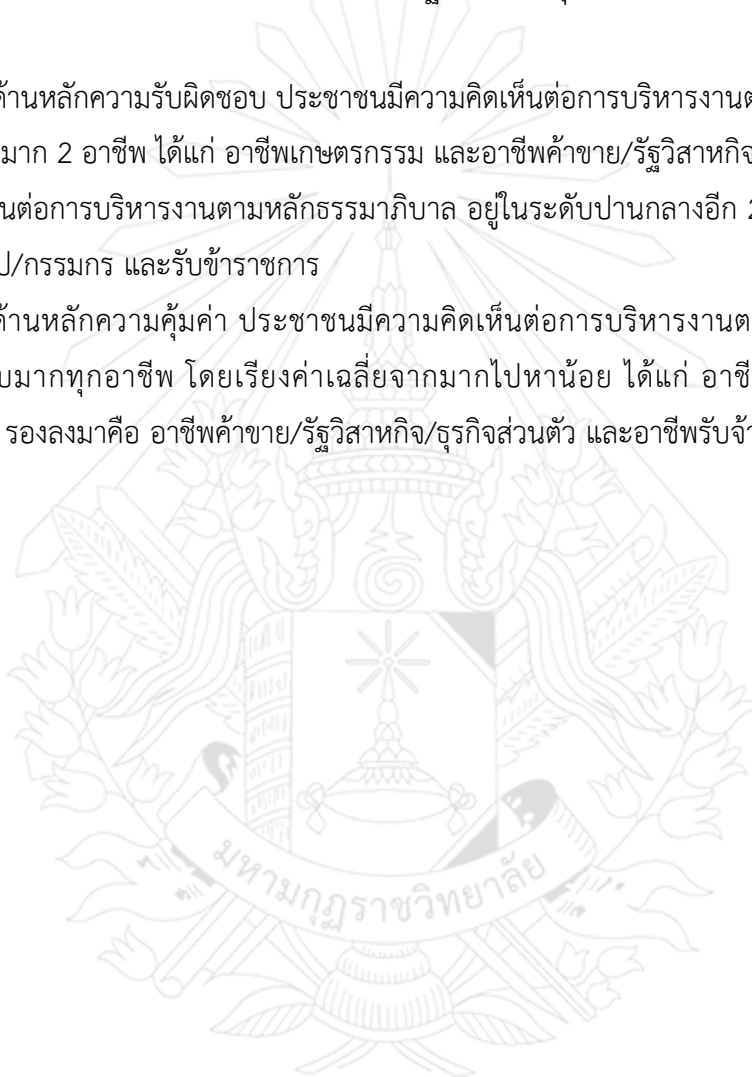 ด้านหลักความรับผิดชอบ ประชาชนมีความคิดเห็นต่อการบริหารงานต
มาก 2 อาชีพ ได้แก่ อาชีพเกษตรกรรม และอาชีพค้าขาย/รัฐวิสาหกิจ
นต่อการบริหารงานตามหลักธรรมาภิบาล อยู่ในระดับปานกลางอีก 2
ป/กรรมกร และรับข้าราชการ
ด้านหลักความคุ้มค่า ประชาชนมีความคิดเห็นต่อการบริหารงานต
บมากทุกอาชีพ โดยเรียงค่าเฉลี่ยจากมากไปหาน้อย ได้แก่ อาชี
รองลงมาคือ อาชีพค้าขาย/รัฐวิสาหกิจ/ธุรกิจส่วนตัว และอาชีพรับจ้า
มหามกุฏราชวิทยาลัย